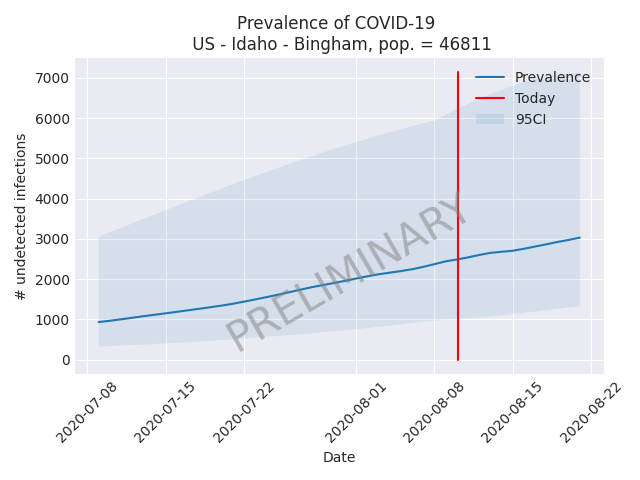 Prevalence of COVID-19
US - Idaho - Bingham, pop. = 46811
Prevalence
Today
95CI
7000
6000
5000
4000
3000
2000
1000
0
# undetected infections
PRELIMINARY
2020-07-08
2020-07-15
2020-07-22
2020-08-01
2020-08-08
2020-08-15
2020-08-22
Date